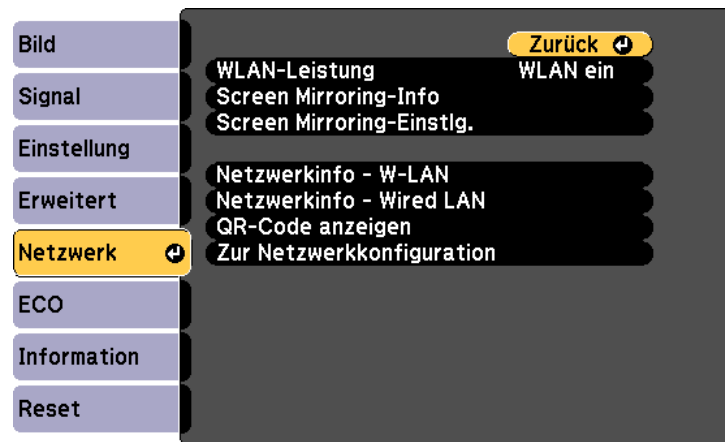 Bild
Signal
Einstellung
Erweitert
Netzwerk
ECO
Information
Reset
Zurück
WLAN-Leistung WLAN ein
Screen Mirroring-Info
Screen Mirroring-Einstlg.
Netzwerkinfo - W-LAN
Netzwerkinfo - Wired LAN
QR-Code anzeigen
Zur Netzwerkkonfiguration